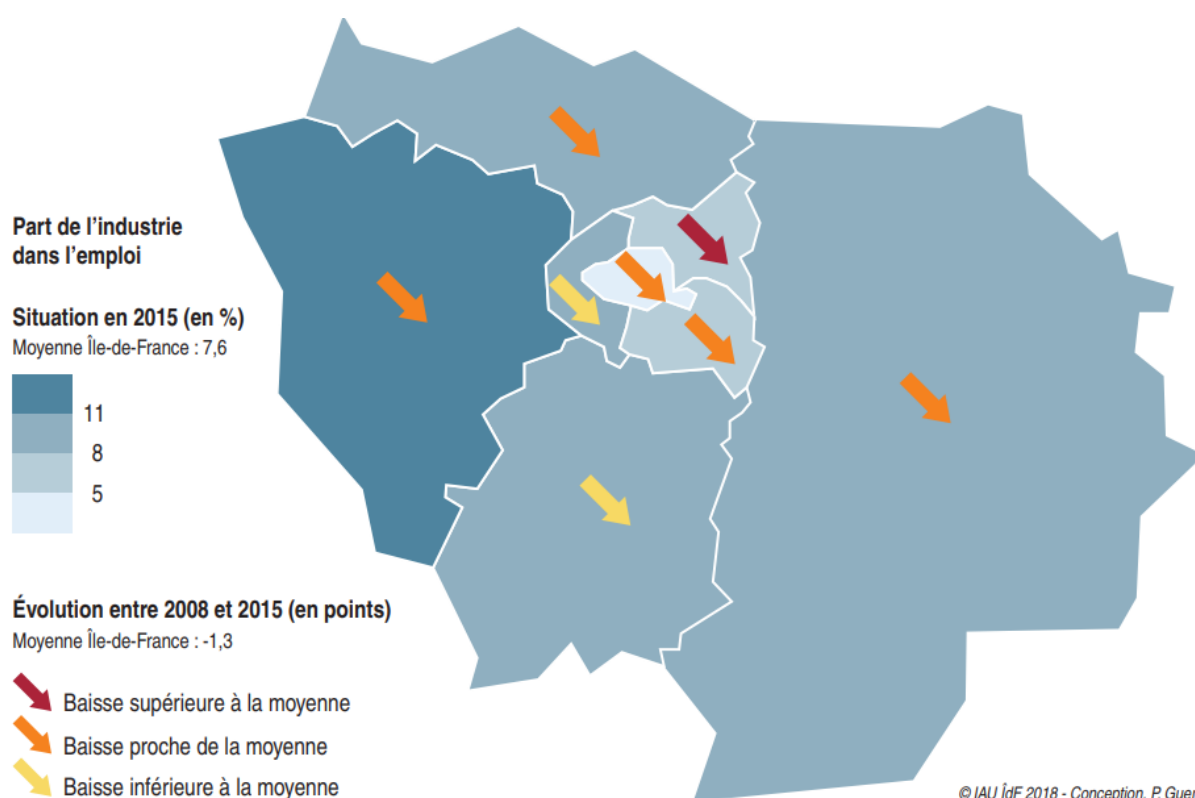 Part de l'industrie
dans l'emploi
Situation en 2015 (en %)
Moyenne Île-de-France : 7,6
11
8
5
Évolution entre 2008 et 2015 (en points)
Moyenne Île-de-France : -1,3
Baisse supérieure à la moyenne
Baisse proche de la moyenne
Baisse inférieure à la moyenne
© IAU ÎdF 2018 - Conception, P. Guer